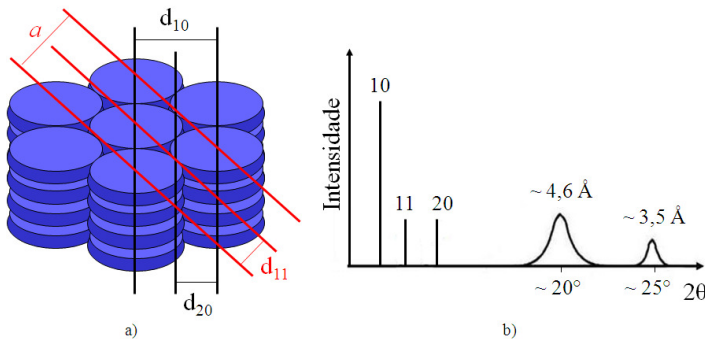 a
d10
d11
d20
a)
Intensidade
10
11
20
~ 4,6 Å
~ 3,5 Å
~ 20°
~ 25°
2θ
b)